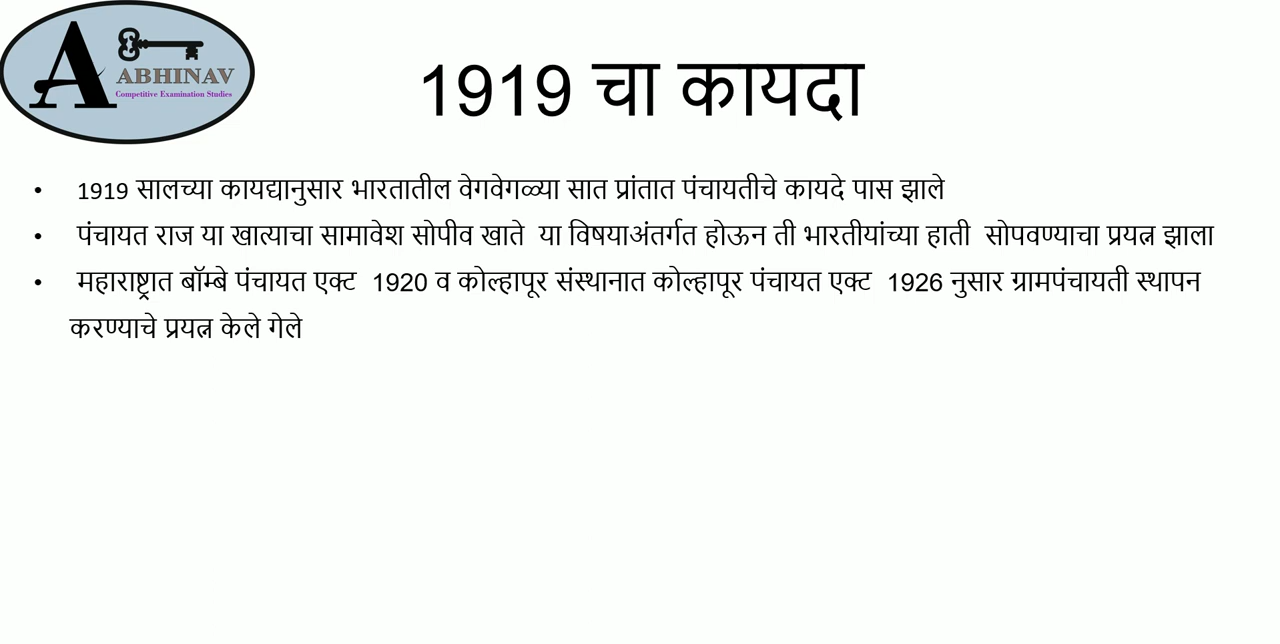 ABHINAV
Competitive Examination Studies
1919 चा कायदा
• 1919 सालच्या कायद्यानुसार भारतातील वेगवेगळ्या सात प्रांतात पंचायतीचे कायदे पास झाले
• पंचायत राज या खात्याचा सामावेश सोपीव खाते या विषयाअंतर्गत होऊन ती भारतीयांच्या हाती सोपवण्याचा प्रयत्न झाला
• महाराष्ट्रात बॉम्बे पंचायत एक्ट 1920 व कोल्हापूर संस्थानात कोल्हापूर पंचायत एक्ट 1926 नुसार ग्रामपंचायती स्थापन
करण्याचे प्रयत्न केले गेले